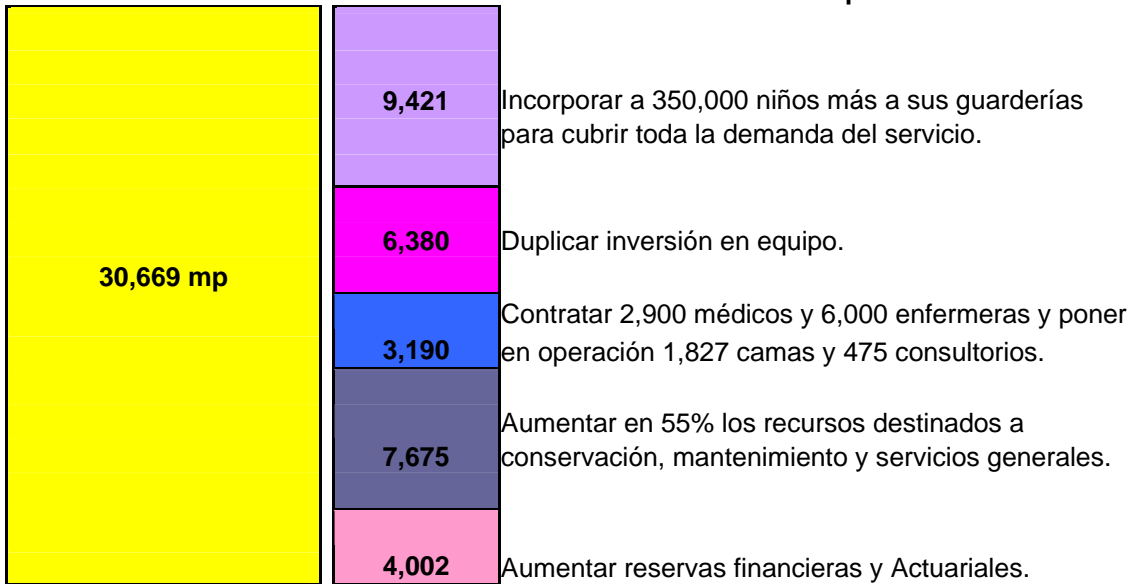 9,421
Incorporar a 350,000 niños más a sus guarderías
para cubrir toda la demanda del servicio.
6,380
Duplicar inversión en equipo.
30,669 mp
Contratar 2,900 médicos y 6,000 enfermeras y poner
3,190
en operación 1,827 camas y 475 consultorios.
Aumentar en 55% los recursos destinados a
7,675
conservación, mantenimiento y servicios generales.
4,002
Aumentar reservas financieras y Actuariales.